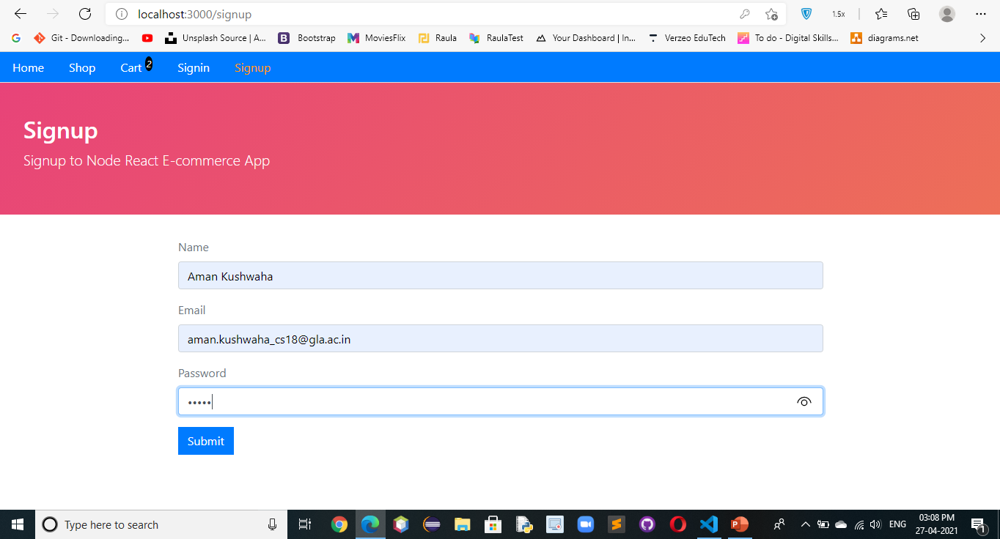 localhost:3000/signup
1.5x
Git - Downloading... Unsplash Source | A... Bootstrap MoviesFlix Raula RaulaTest Your Dashboard | In... Verzeo EduTech To do - Digital Skills... diagrams.net
Home Shop Cart 2 Signin Signup
Signup
Signup to Node React E-commerce App
Name
Aman Kushwaha
Email
aman.kushwaha_cs18@gla.ac.in
Password
•••••
Submit
Type here to search
ENG
03:08 PM
27-04-2021
1